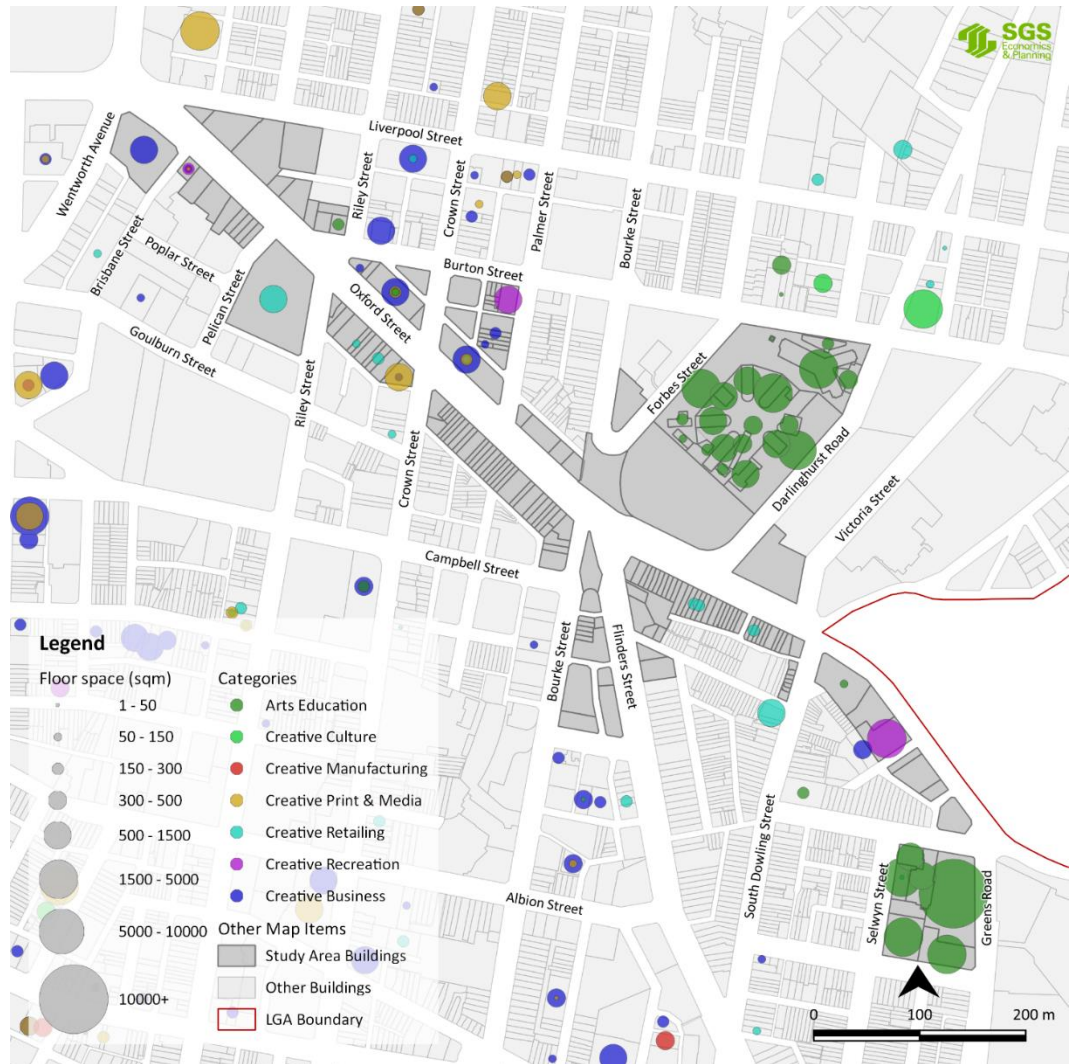 SGS
Economics
& Planning
Liverpool Street
Wentworth Avenue
Riley Street
Crown Street
Palmer Street
Bourke Street
Brisbane Street
Poplar Street
Pelican Street
Burton Street
Oxford Street
Goulburn Street
Riley Street
Forbes Street
Crown Street
Darlinghurst Road
Victoria Street
Campbell Street
Bourke Street
Flinders Street
South Dowling Street
Albion Street
Selwyn Street
Greens Road
Legend
Floor space (sqm)
1 - 50
50 - 150
150 - 300
300 - 500
500 - 1500
1500 - 5000
5000 - 10000
10000+
Categories
Arts Education
Creative Culture
Creative Manufacturing
Creative Print & Media
Creative Retailing
Creative Recreation
Creative Business
Other Map Items
Study Area Buildings
Other Buildings
LGA Boundary
0 100 200 m